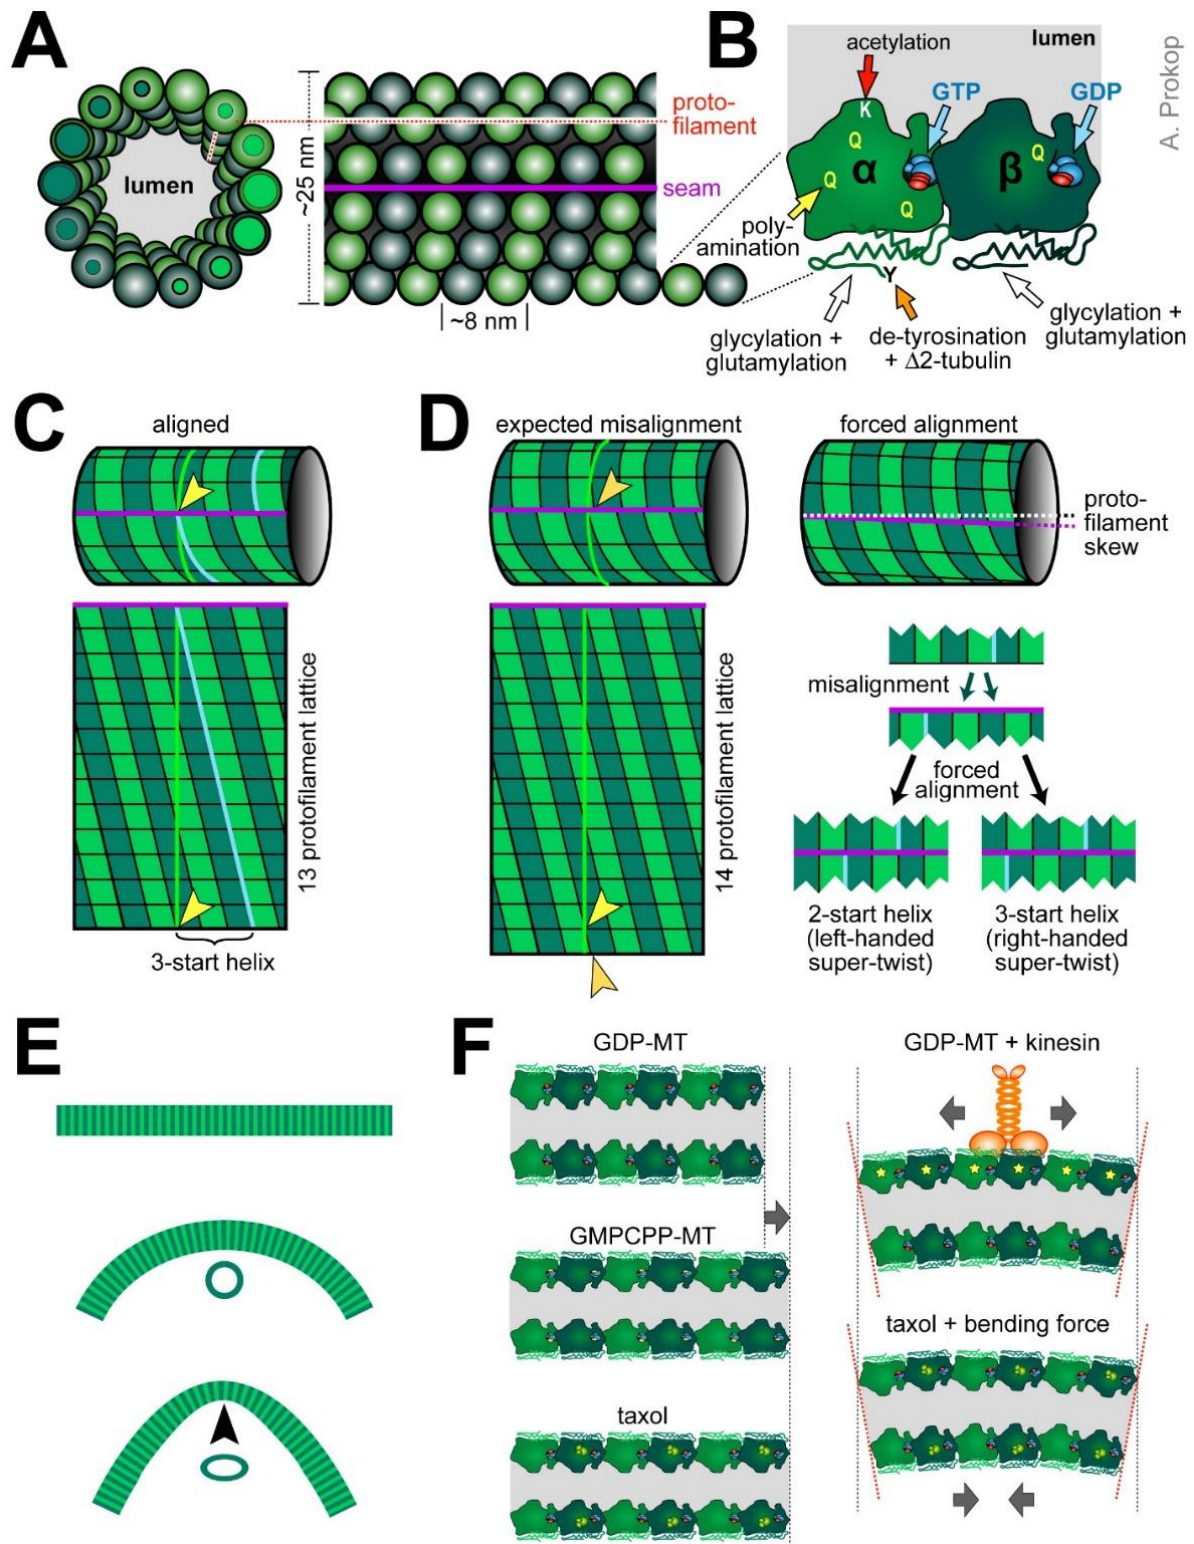 A
lumen
~25 nm
proto-
filament
seam
~8 nm
B
lumen
acetylation
GTP
GDP
K
Q
Q
Q
Q
α
β
poly-
amination
Y
glycylation +
glutamylation
de-tyrosination
+ Δ2-tubulin
glycylation +
glutamylation
A. Prokop
C
aligned
13 protofilament lattice
3-start helix
D
expected misalignment
forced alignment
proto-
filament
skew
14 protofilament lattice
misalignment
forced
alignment
2-start helix
(left-handed
super-twist)
3-start helix
(right-handed
super-twist)
E
F
GDP-MT
GMPCPP-MT
taxol
GDP-MT + kinesin
taxol + bending force